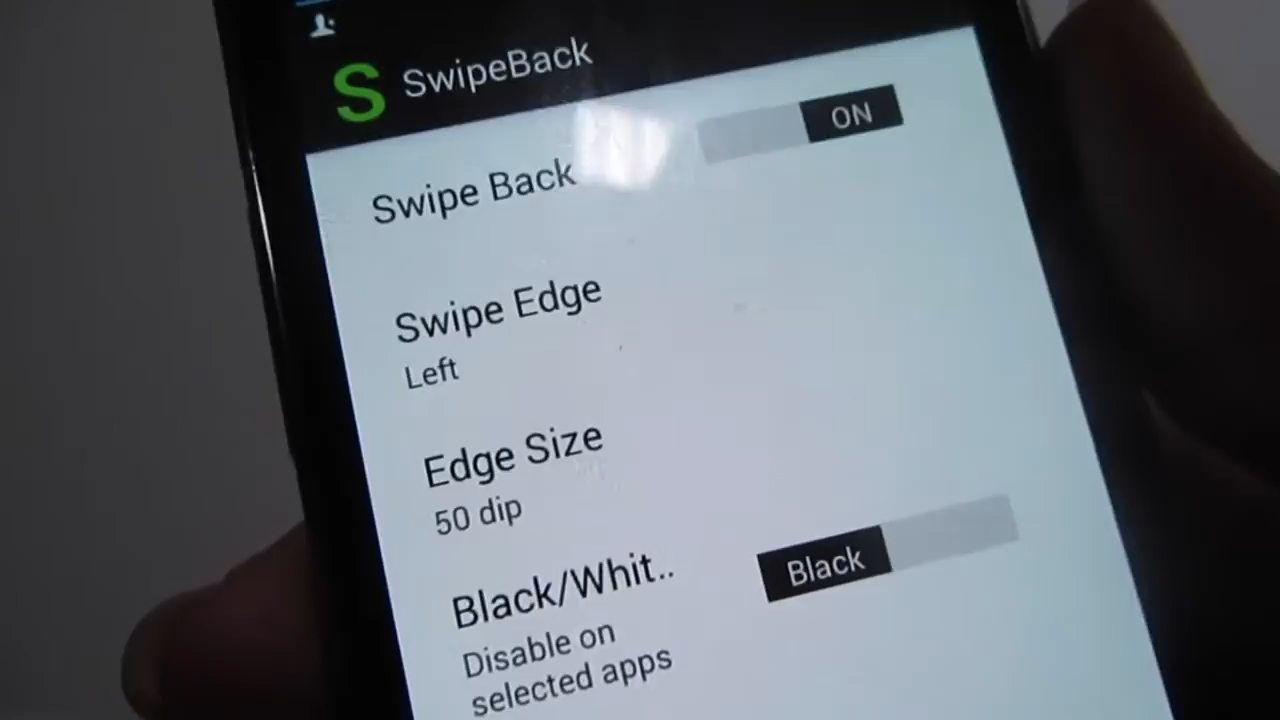 S SwipeBack
Swipe Back ON
Swipe Edge
Left
Edge Size
50 dip
Black/Whit.. Black
Disable on
selected apps